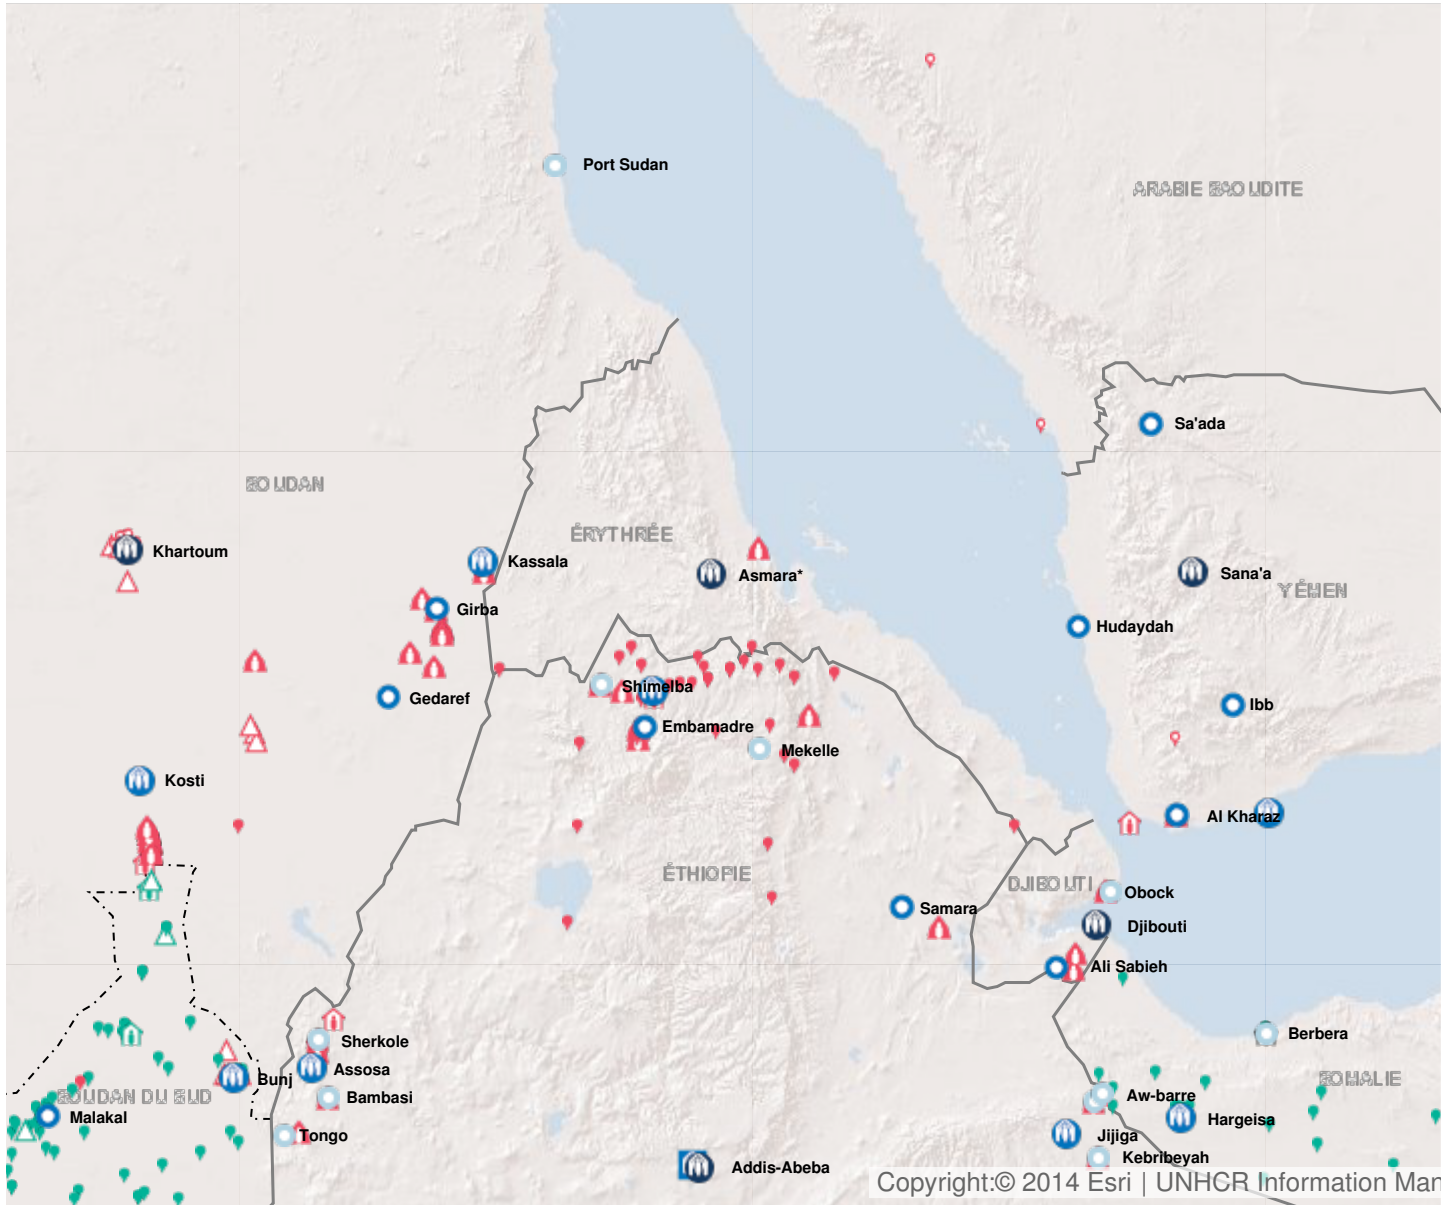 Port Sudan
ARABIE SAOUDITE
Sa'ada
SOUDAN
ÉRYTHRÉE
Khartoum
Kassala
Asmara*
Sana'a
YÉMEN
Girba
Hudaydah
Shimelba
Gedaref
Ibb
Embamadre
Mekelle
Kosti
Al Kharaz
ÉTHIOPIE
DJIBOUTI
Obock
Samara
Djibouti
Ali Sabieh
Berbera
Sherkole
Assosa
Bunj
SOMALIE
SOUDAN DU SUD
Bambasi
Aw-barre
Malakal
Hargeisa
Tongo
Jijiga
Kebribeyah
Addis-Abeba
Copyright:© 2014 Esri | UNHCR Information Man